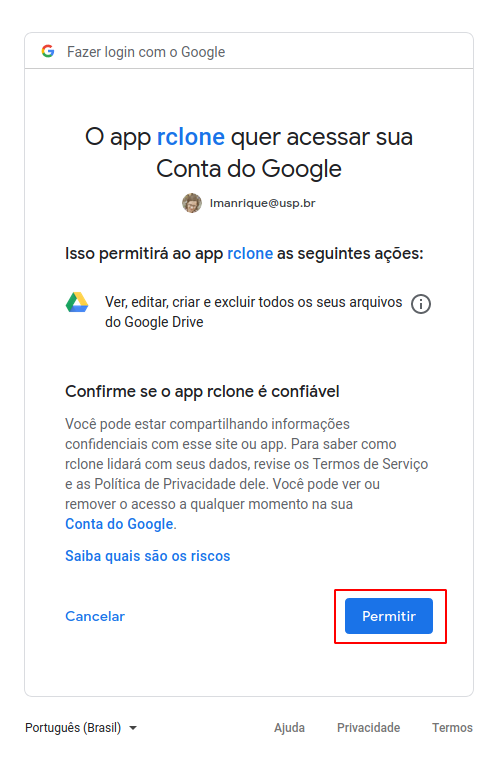 Fazer login com o Google
O app rclone quer acessar sua
Conta do Google
lmanrique@usp.br
Isso permitirá ao app rclone as seguintes ações:
Ver, editar, criar e excluir todos os seus arquivos
do Google Drive
Confirme se o app rclone é confiável
Você pode estar compartilhando informações
confidenciais com esse site ou app. Para saber como
rclone lidará com seus dados, revise os Termos de Serviço
e as Política de Privacidade dele. Você pode ver ou
remover o acesso a qualquer momento na sua
Conta do Google.
Saiba quais são os riscos
Cancelar Permitir
Português (Brasil) Ajuda Privacidade Termos